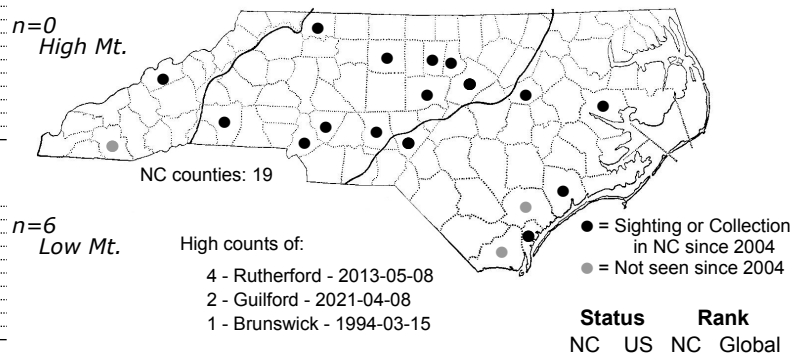 n=0
High Mt.
NC counties: 19
n=6
Low Mt.
High counts of:
4 - Rutherford - 2013-05-08
2 - Guilford - 2021-04-08
1 - Brunswick - 1994-03-15
= Sighting or Collection
in NC since 2004
= Not seen since 2004
Status Rank
NC US NC Global